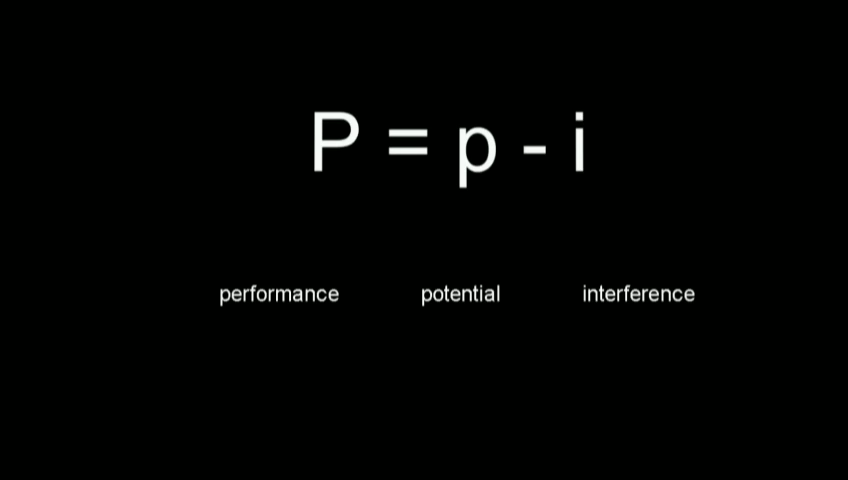 P = p - i
performance potential interference